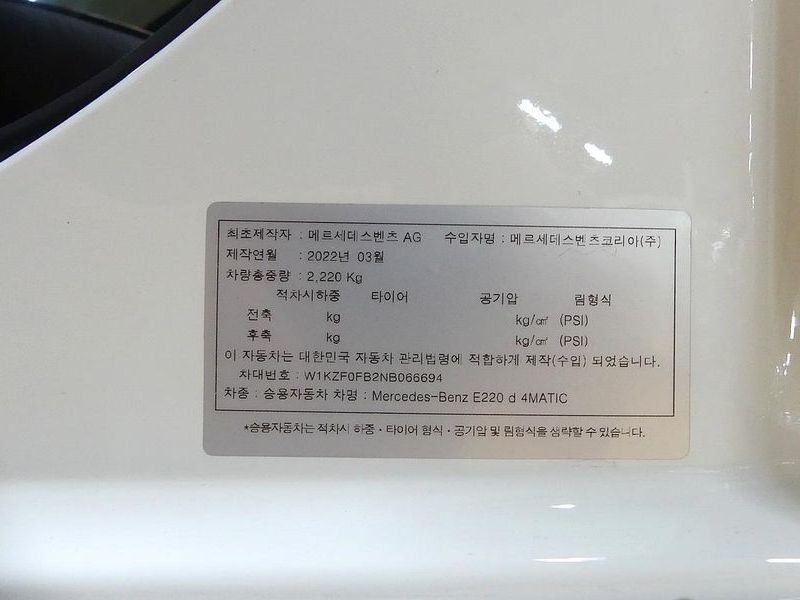 최초제작자 : 메르세데스벤츠 AG 수입자명 : 메르세데스벤츠코리아(주)
제작연월 : 2022년 03월
차량총중량 : 2,220 Kg
적차시하중 타이어 공기압 림형식
전축 kg kg/㎠ (PSI)
후축 kg kg/㎠ (PSI)
이 자동차는 대한민국 자동차 관리법령에 적합하게 제작(수입) 되었습니다.
차대번호 : W1KZF0FB2NB066694
차종 : 승용자동차 차명 : Mercedes-Benz E220 d 4MATIC
*승용자동차는 적차시 하중·타이어 형식·공기압 및 림형식을 생략할 수 있습니다.